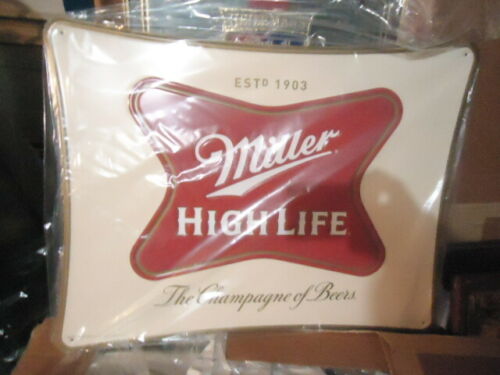 ESTD 1903
Miller
HIGH LIFE
The Champagne of Beers